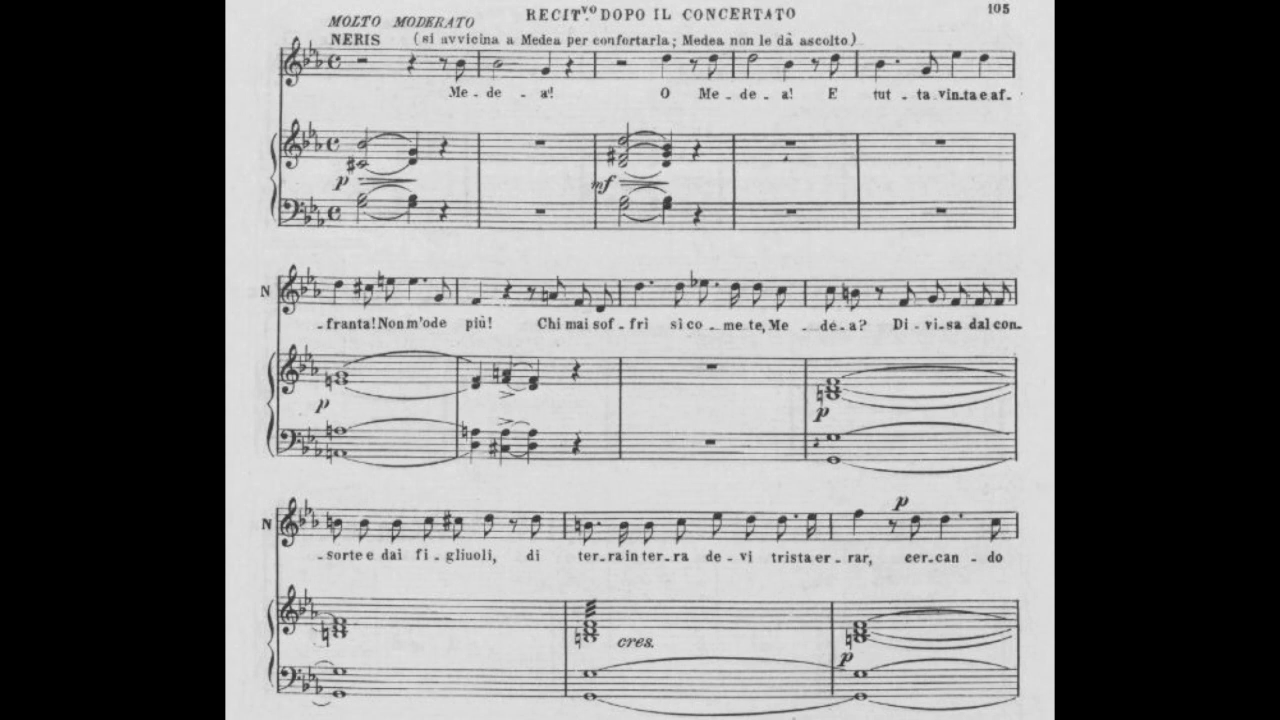 RECIT.VO DOPO IL CONCERTATO 105
MOLTO MODERATO
NERIS (si avvicina a Medea per confortarla; Medea non le dà ascolto)
Me-de-a! O Me-de-a! E tut-ta vin-ta e af-
p mf
N
-franta! Non m'ode più! Chi mai sof-frì sì co-me te, Me-de-a? Di-vi-sa dal con-
p p
p
N
-sorte e dai fi-gliuoli, di ter-ra in ter-ra de-vi trista er-rar, cer-can-do
cres.
p